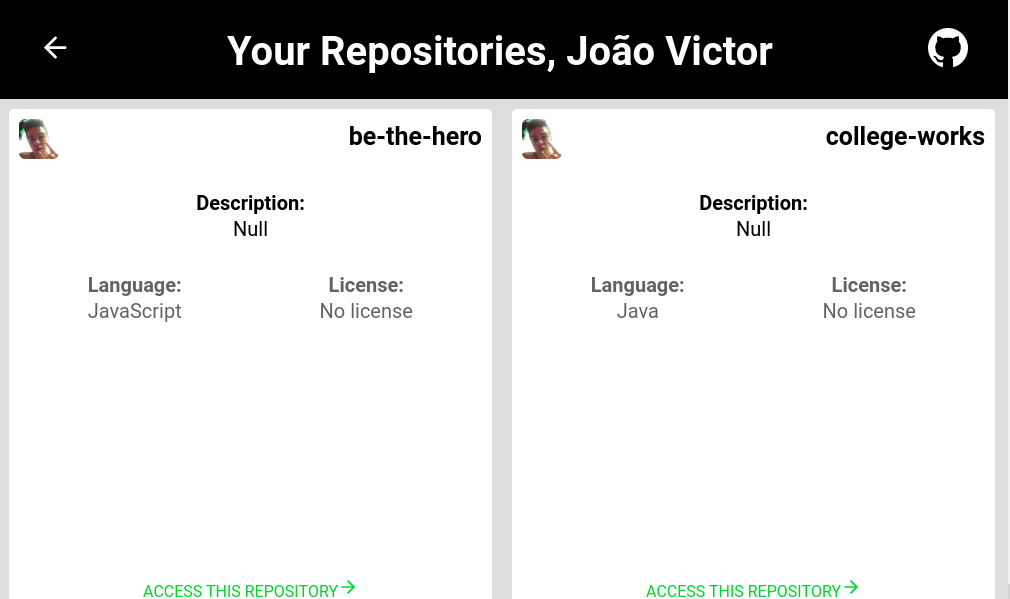 Your Repositories, João Victor
be-the-hero
Description:
Null
Language:
JavaScript
License:
No license
ACCESS THIS REPOSITORY
college-works
Description:
Null
Language:
Java
License:
No license
ACCESS THIS REPOSITORY